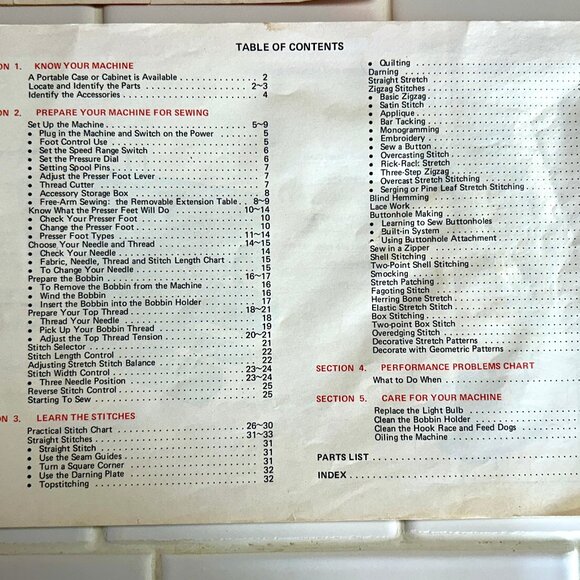 TABLE OF CONTENTS
ON 1. KNOW YOUR MACHINE
A Portable Case or Cabinet is Available 2
Locate and Identify the Parts 2~3
Identify the Accessories 4
ON 2. PREPARE YOUR MACHINE FOR SEWING
Set Up the Machine 5~9
• Plug in the Machine and Switch on the Power 5
• Foot Control Use 5
• Set the Speed Range Switch 6
• Set the Pressure Dial 6
• Setting Spool Pins 7
• Adjust the Presser Foot Lever 7
• Thread Cutter 7
• Accessory Storage Box 8
• Free-Arm Sewing: the Removable Extension Table 8~9
Know What the Presser Feet Will Do 10~14
• Check Your Presser Foot 10
• Change the Presser Foot 10
• Presser Foot Types 11~14
Choose Your Needle and Thread 14~15
• Check Your Needle 14
• Fabric, Needle, Thread and Stitch Length Chart 15
• To Change Your Needle 15
Prepare the Bobbin 16~17
• To Remove the Bobbin from the Machine 16
• Wind the Bobbin 16
• Insert the Bobbin into the Bobbin Holder 17
Prepare Your Top Thread 18~21
• Thread Your Needle 18
• Pick Up Your Bobbin Thread 19
• Adjust the Top Thread Tension 20~21
Stitch Selector 21
Stitch Length Control 22
Adjusting Stretch Stitch Balance 22
Stitch Width Control 23~24
• Three Needle Position 23~24
Reverse Stitch Control 25
Starting To Sew 25
ON 3. LEARN THE STITCHES
Practical Stitch Chart 26~30
Straight Stitches 31~33
• Straight Stitch 31
• Use the Seam Guides 31
• Turn a Square Corner 31
• Use the Darning Plate 32
• Topstitching 32
• Quilting
Darning
Straight Stretch
Zigzag Stitches
• Basic Zigzag
• Satin Stitch
• Applique
• Bar Tacking
• Monogramming
• Embroidery
• Sew a Button
• Overcasting Stitch
• Rick-Rack Stretch
• Three-Step Zigzag
• Overcast Stretch Stitching
• Serging or Pine Leaf Stretch Stitching
Blind Hemming
Lace Work
Buttonhole Making
• Learning to Sew Buttonholes
• Built-in System
• Using Buttonhole Attachment
Sew in a Zipper
Shell Stitching
Two-Point Shell Stitching
Smocking
Stretch Patching
Fagoting Stitch
Herring Bone Stretch
Elastic Stretch Stitch
Box Stitching
Two-point Box Stitch
Overedging Stitch
Decorative Stretch Patterns
Decorate with Geometric Patterns
SECTION 4. PERFORMANCE PROBLEMS CHART
What to Do When
SECTION 5. CARE FOR YOUR MACHINE
Replace the Light Bulb
Clean the Bobbin Holder
Clean the Hook Race and Feed Dogs
Oiling the Machine
PARTS LIST
INDEX